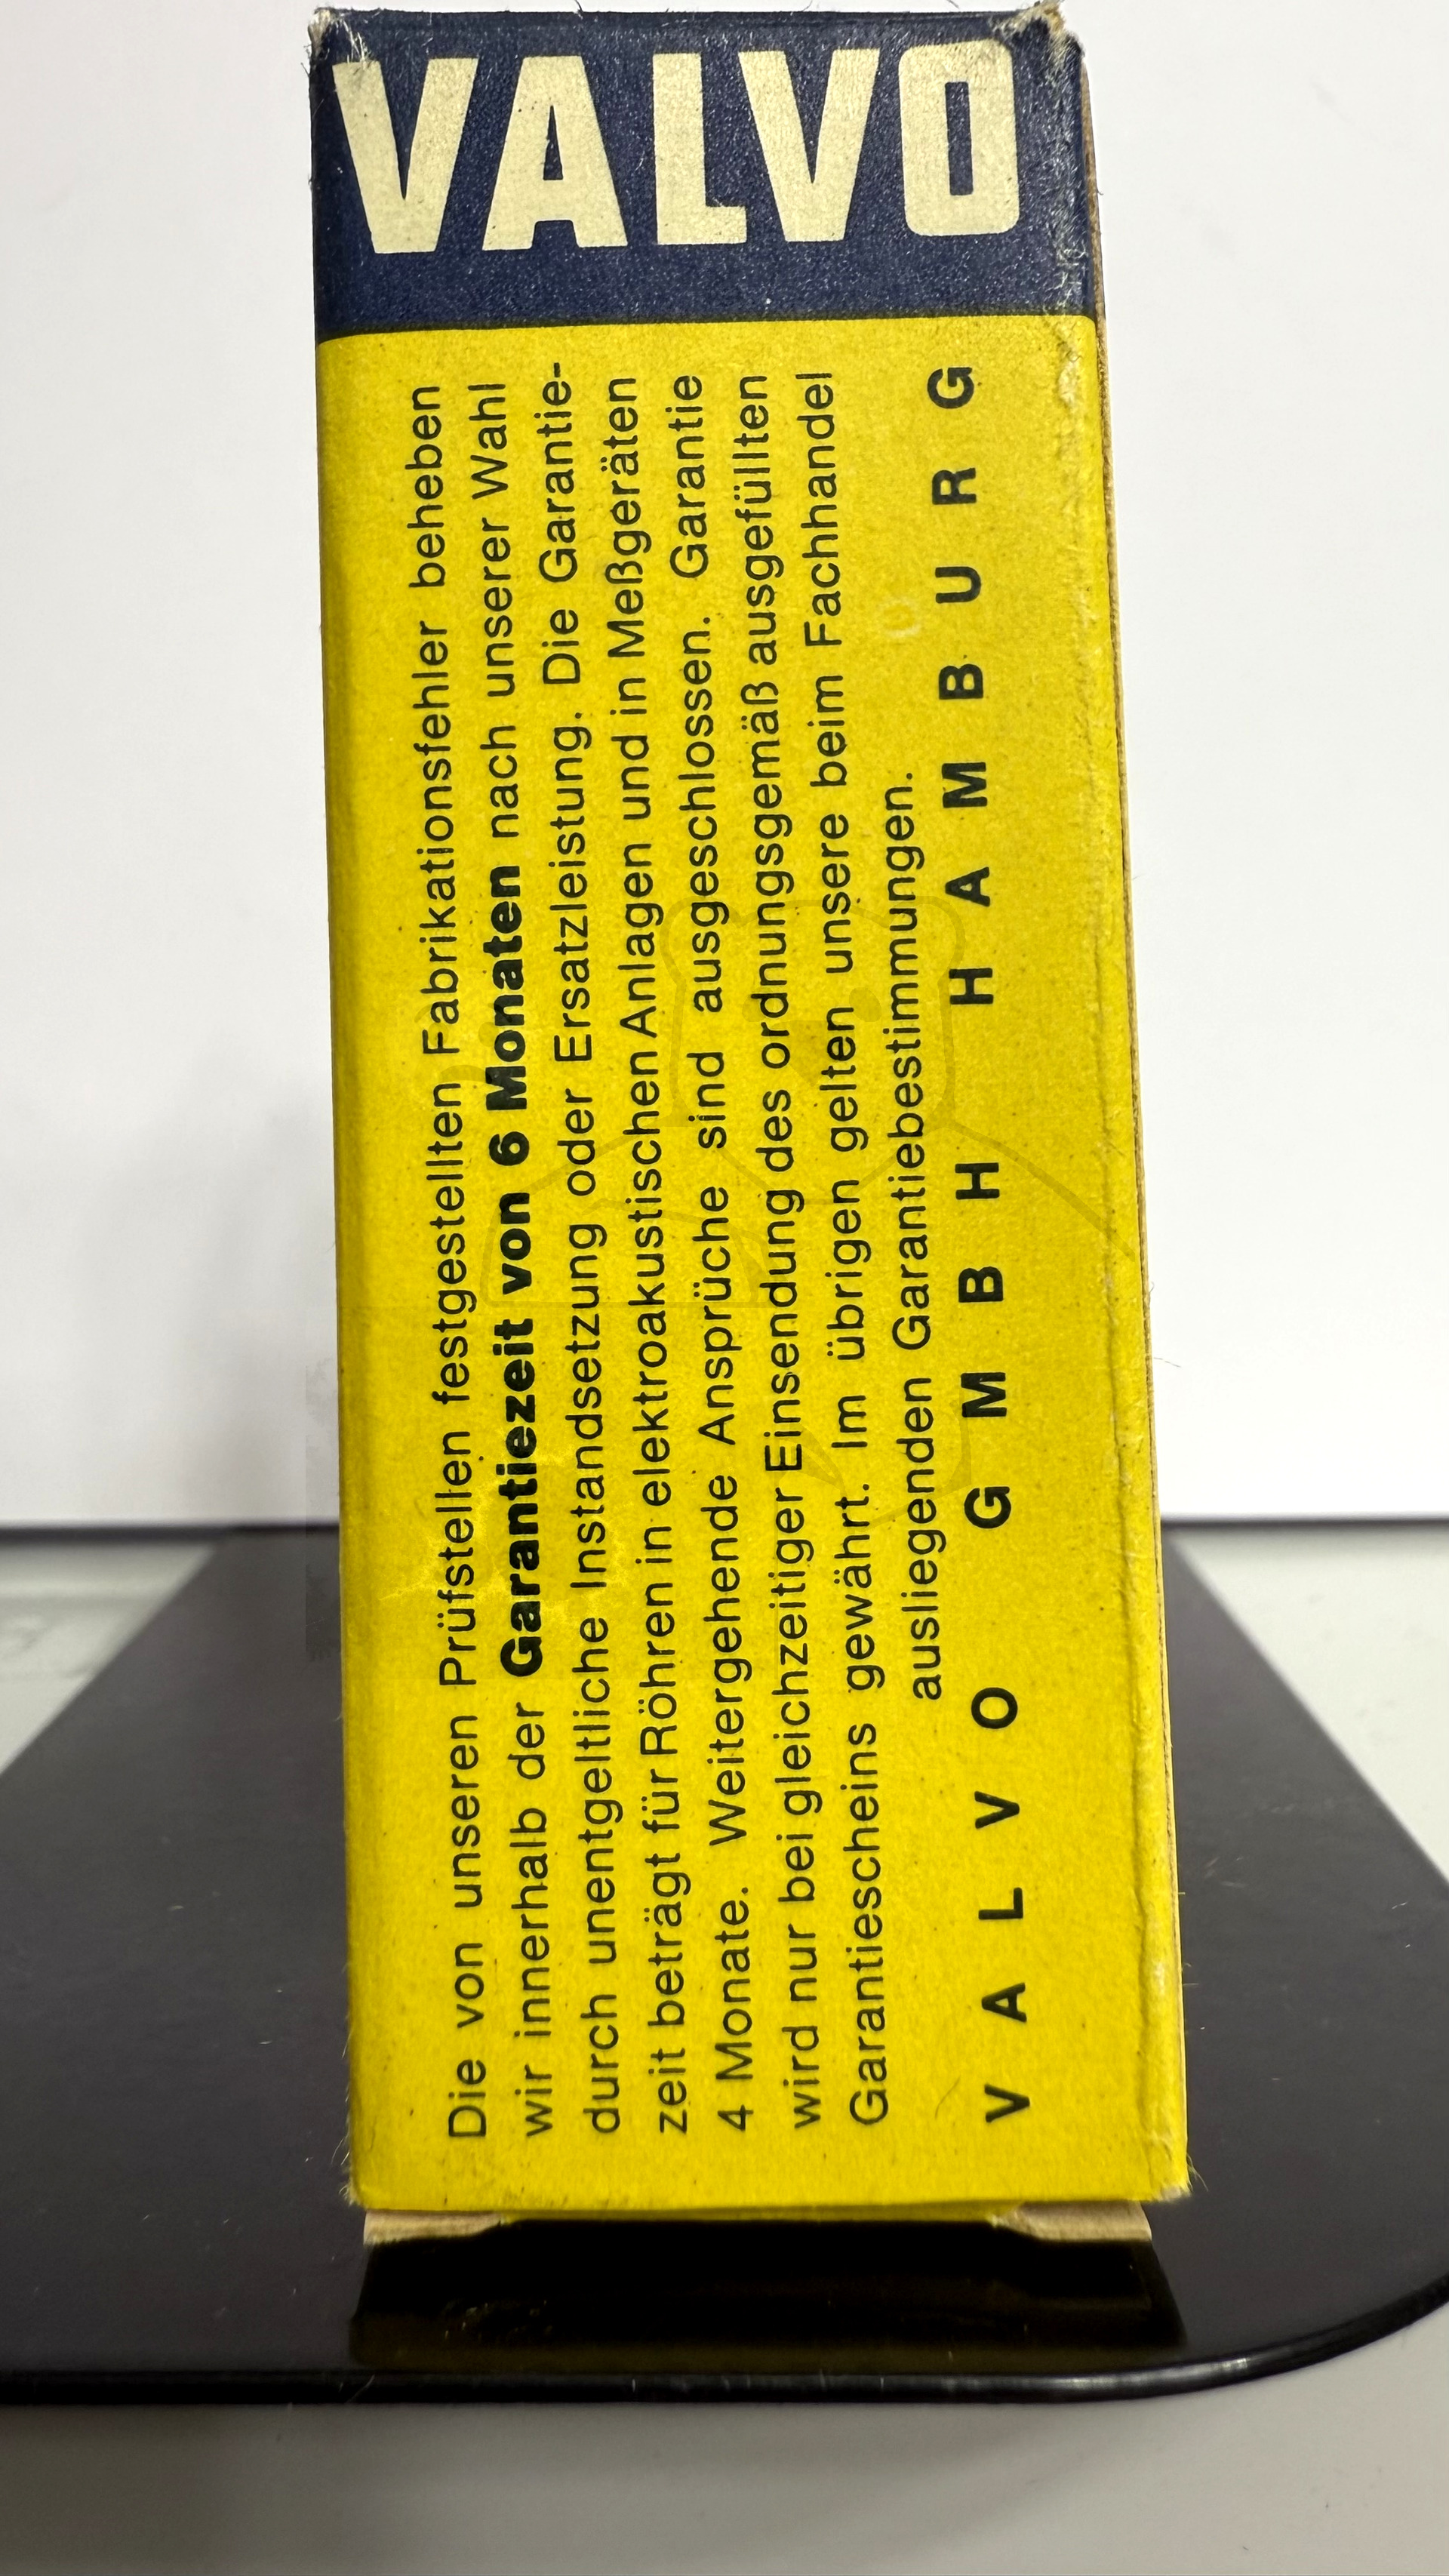 VALVO
Die von unseren Prüfstellen festgestellten Fabrikationsfehler beheben
wir innerhalb der Garantiezeit von 6 Monaten nach unserer Wahl
durch unentgeltliche Instandsetzung oder Ersatzleistung. Die Garantie-
zeit beträgt für Röhren in elektroakustischen Anlagen und in Meßgeräten
4 Monate. Weitergehende Ansprüche sind ausgeschlossen. Garantie
wird nur bei gleichzeitiger Einsendung des ordnungsgemäß ausgefüllten
Garantiescheins gewährt. Im übrigen gelten unsere beim Fachhandel
ausliegenden Garantiebestimmungen.
VALVO GMBH HAMBURG